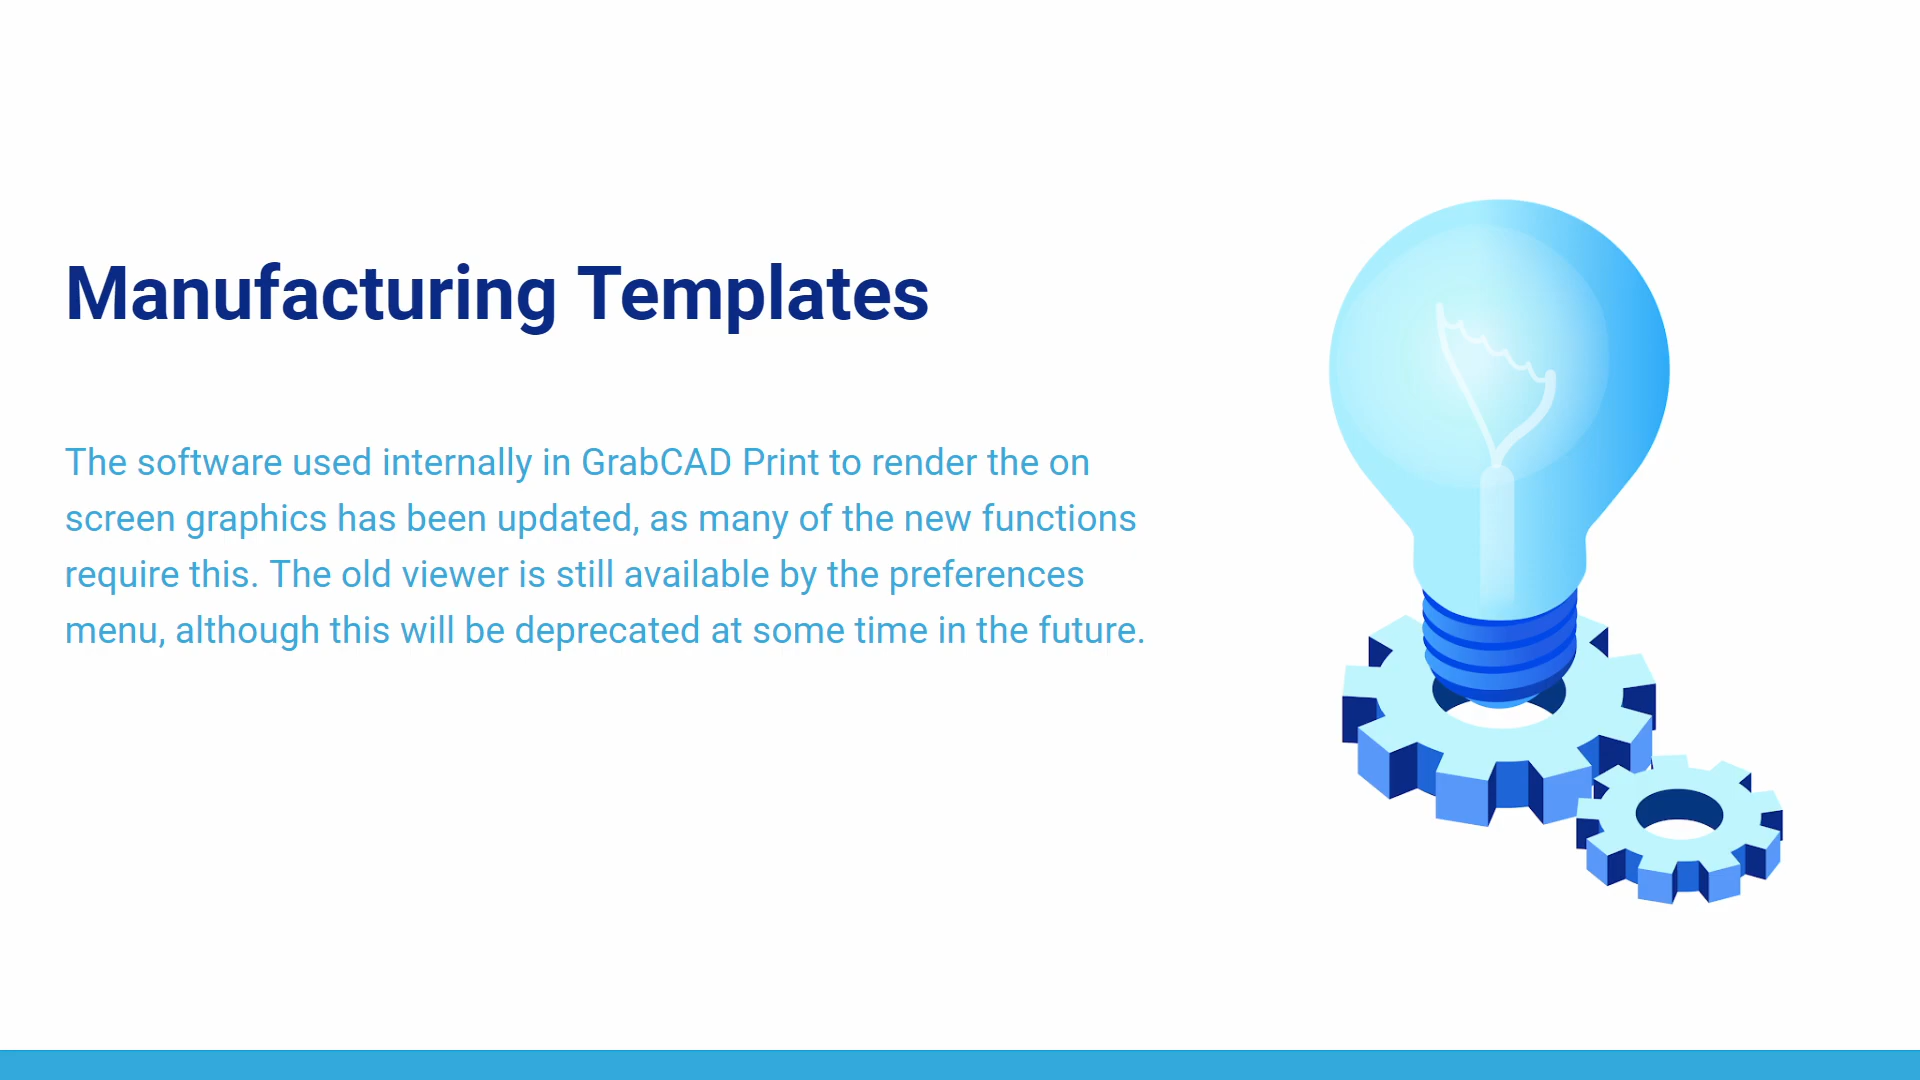 Manufacturing Templates
The software used internally in GrabCAD Print to render the on
screen graphics has been updated, as many of the new functions
require this. The old viewer is still available by the preferences
menu, although this will be deprecated at some time in the future.